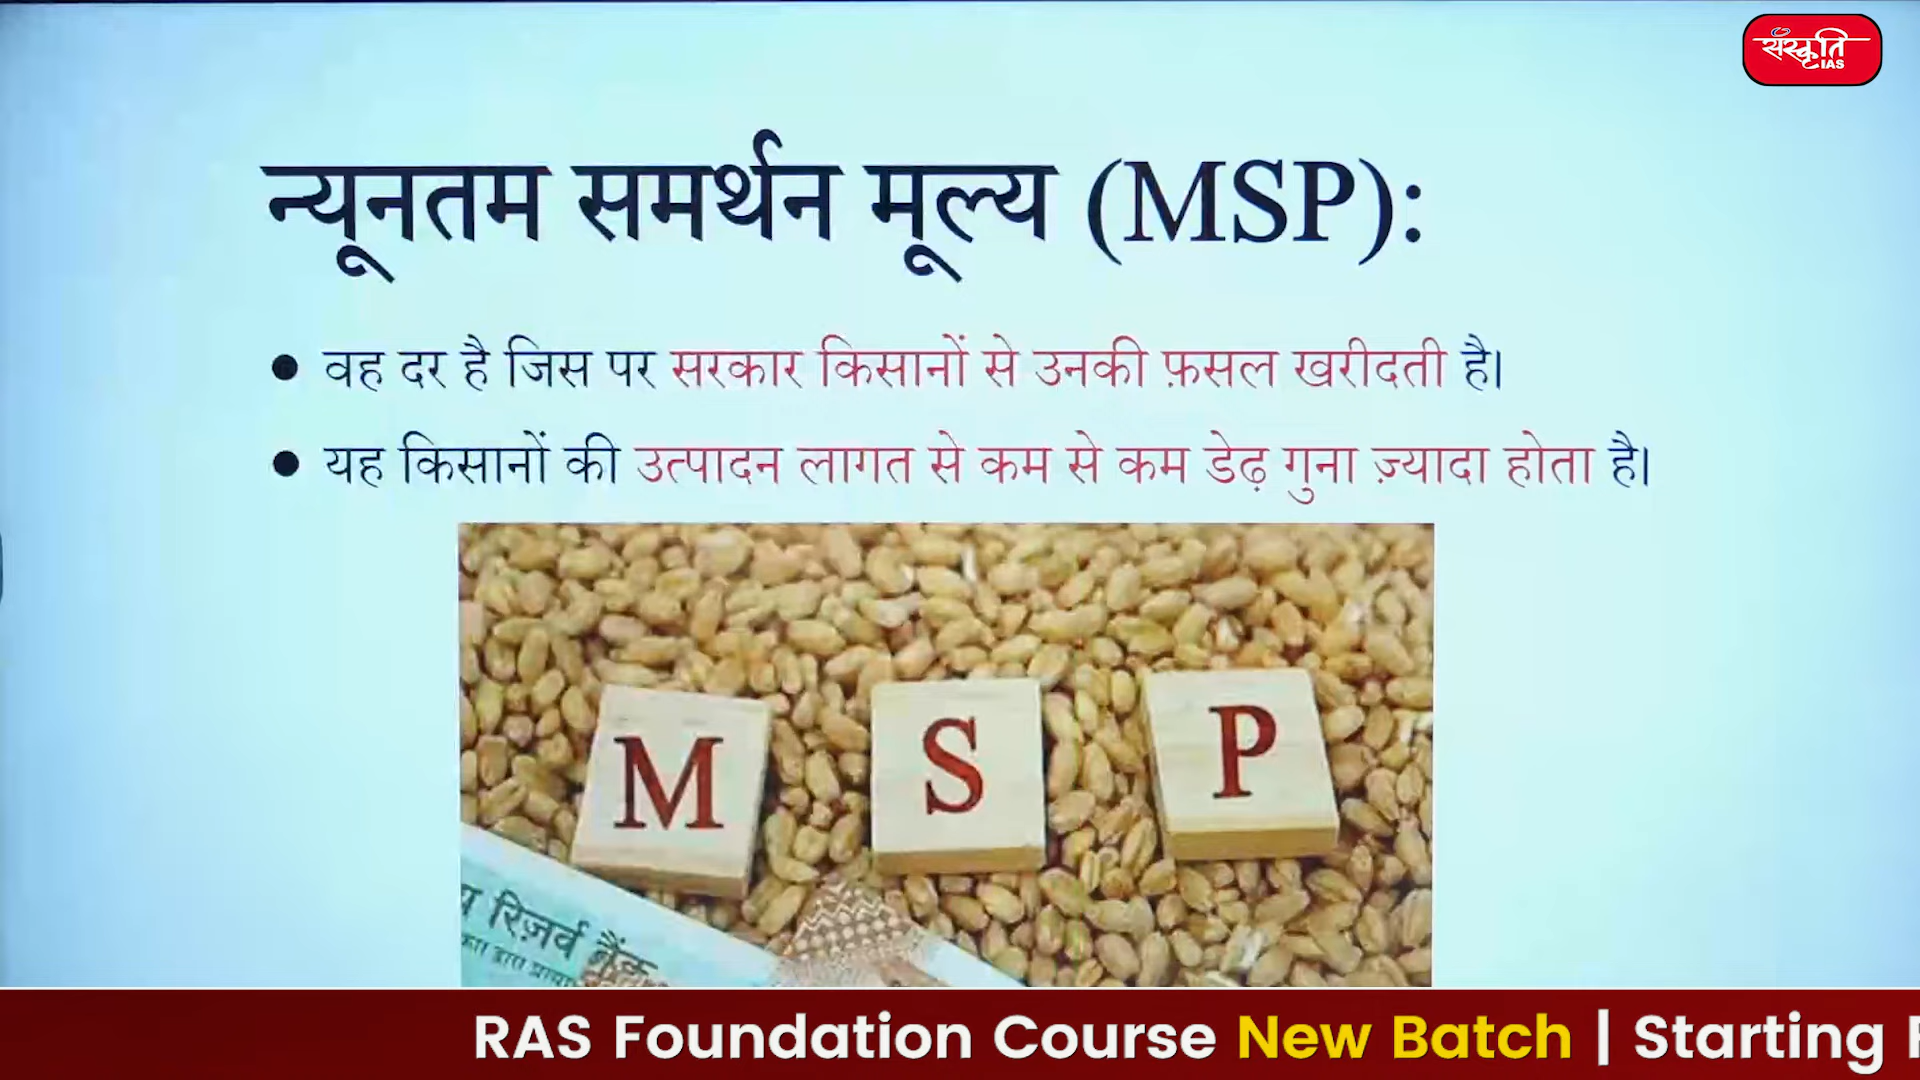 संस्कृति
IAS
न्यूनतम समर्थन मूल्य (MSP):
● वह दर है जिस पर सरकार किसानों से उनकी फ़सल खरीदती है।
● यह किसानों की उत्पादन लागत से कम से कम डेढ़ गुना ज़्यादा होता है।
M S P
रिज़र्व बैंक
RAS Foundation Course New Batch | Starting